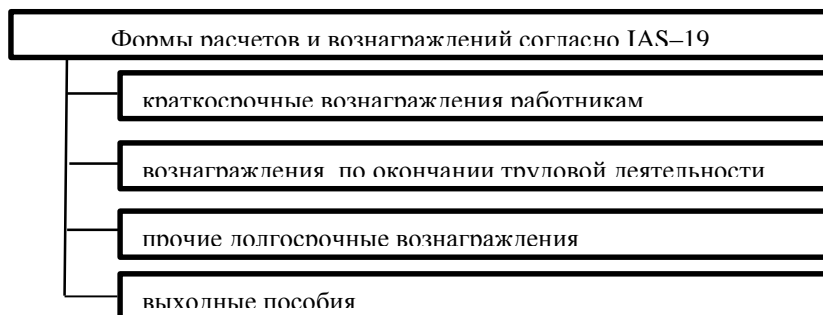 Формы расчетов и вознаграждений согласно IAS–19
краткосрочные вознаграждения работникам
вознаграждения по окончании трудовой деятельности
прочие долгосрочные вознаграждения
выходные пособия